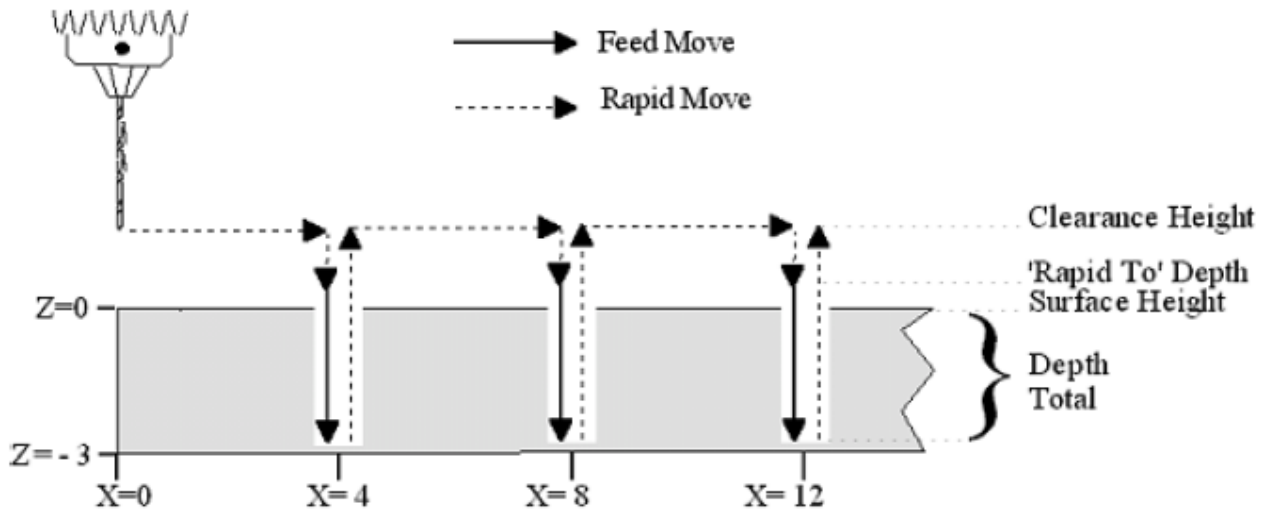 Feed Move
Rapid Move
Clearance Height
'Rapid To' Depth
Z=0
Surface Height
Depth
Total
Z= - 3
X=0
X= 4
X= 8
X= 12